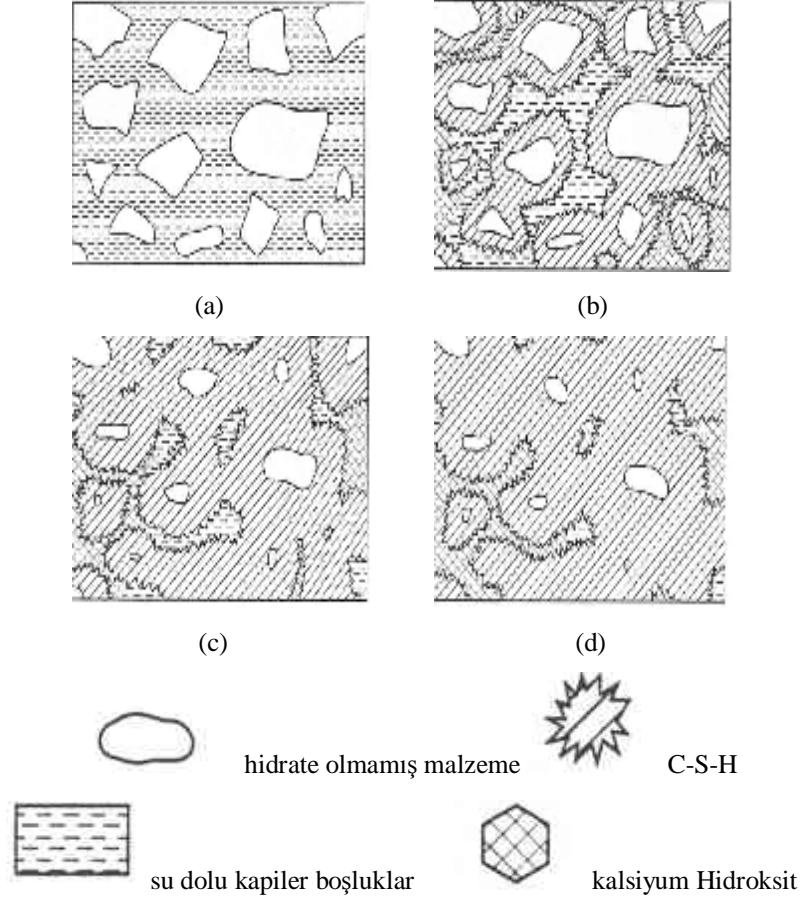 (a) (b)
(c) (d)
hidrate olmamış malzeme C-S-H
su dolu kapiler boşluklar kalsiyum Hidroksit